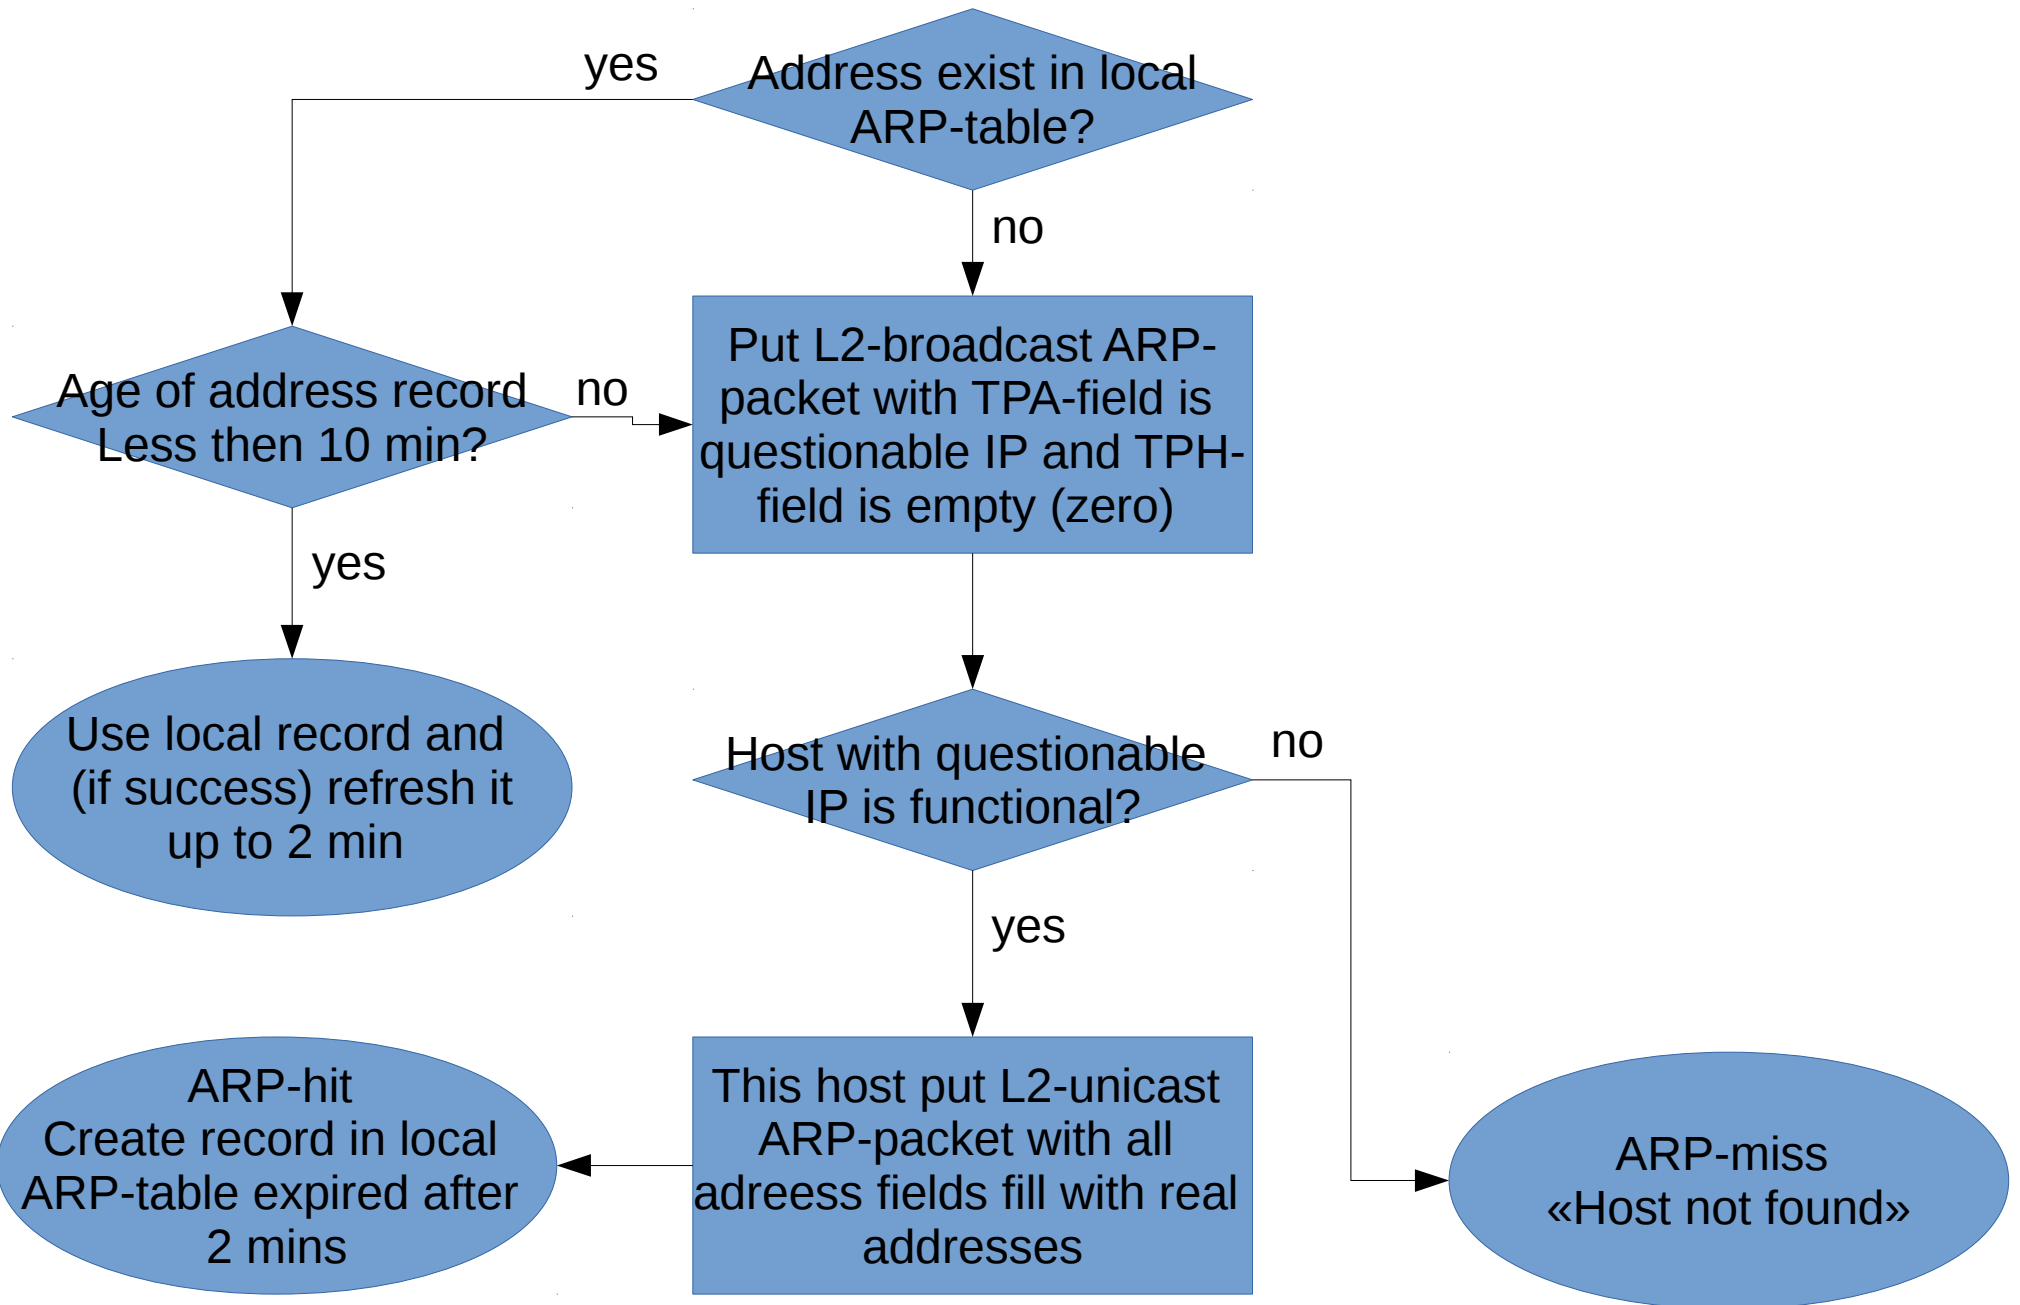 yes
Address exist in local
ARP-table?
no
Age of address record
Less then 10 min?
no
Put L2-broadcast ARP-
packet with TPA-field is
questionable IP and TPH-
field is empty (zero)
yes
Use local record and
(if success) refresh it
up to 2 min
Host with questionable
IP is functional?
no
yes
ARP-hit
Create record in local
ARP-table expired after
2 mins
This host put L2-unicast
ARP-packet with all
adreess fields fill with real
addresses
ARP-miss
«Host not found»